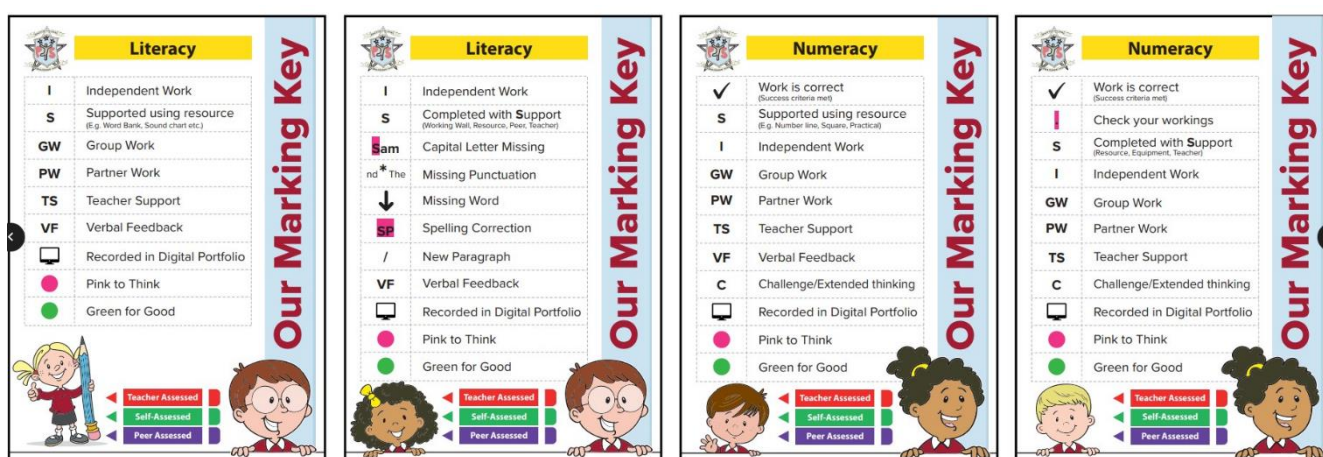 Literacy
I Independent Work
S Supported using resource
(E.g. Word Bank, Sound chart etc.)
GW Group Work
PW Partner Work
TS Teacher Support
VF Verbal Feedback
Recorded in Digital Portfolio
Pink to Think
Green for Good
Teacher Assessed
Self-Assessed
Peer Assessed
Our Marking Key
Literacy
I Independent Work
S Completed with Support
(Working Wall, Resource, Peer, Teacher)
Sam Capital Letter Missing
nd * The Missing Punctuation
↓ Missing Word
SP Spelling Correction
/ New Paragraph
VF Verbal Feedback
Recorded in Digital Portfolio
Pink to Think
Green for Good
Teacher Assessed
Self-Assessed
Peer Assessed
Our Marking Key
Numeracy
✓ Work is correct
(Success criteria met)
S Supported using resource
(E.g. Number line, Square, Practical)
I Independent Work
GW Group Work
PW Partner Work
TS Teacher Support
VF Verbal Feedback
C Challenge/Extended thinking
Recorded in Digital Portfolio
Pink to Think
Green for Good
Teacher Assessed
Self-Assessed
Peer Assessed
Our Marking Key
Numeracy
✓ Work is correct
(Success criteria met)
. Check your workings
S Completed with Support
(Resource, Equipment, Teacher)
I Independent Work
GW Group Work
PW Partner Work
TS Teacher Support
C Challenge/Extended thinking
Recorded in Digital Portfolio
Pink to Think
Green for Good
Teacher Assessed
Self-Assessed
Peer Assessed
Our Marking Key